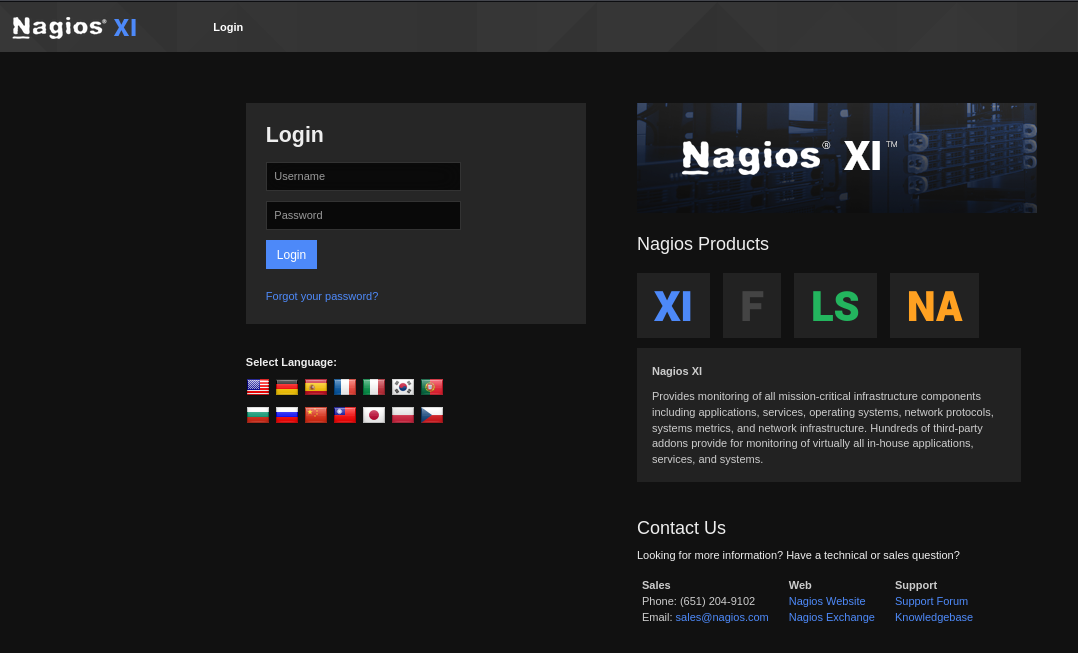 Nagios® XI
Login
Login
Username
Password
Login
Forgot your password?
Select Language:
Nagios® XI™
Nagios Products
XI
F
LS
NA
Nagios XI
Provides monitoring of all mission-critical infrastructure components
including applications, services, operating systems, network protocols,
systems metrics, and network infrastructure. Hundreds of third-party
addons provide for monitoring of virtually all in-house applications,
services, and systems.
Contact Us
Looking for more information? Have a technical or sales question?
Sales
Phone: (651) 204-9102
Email: sales@nagios.com
Web
Nagios Website
Nagios Exchange
Support
Support Forum
Knowledgebase